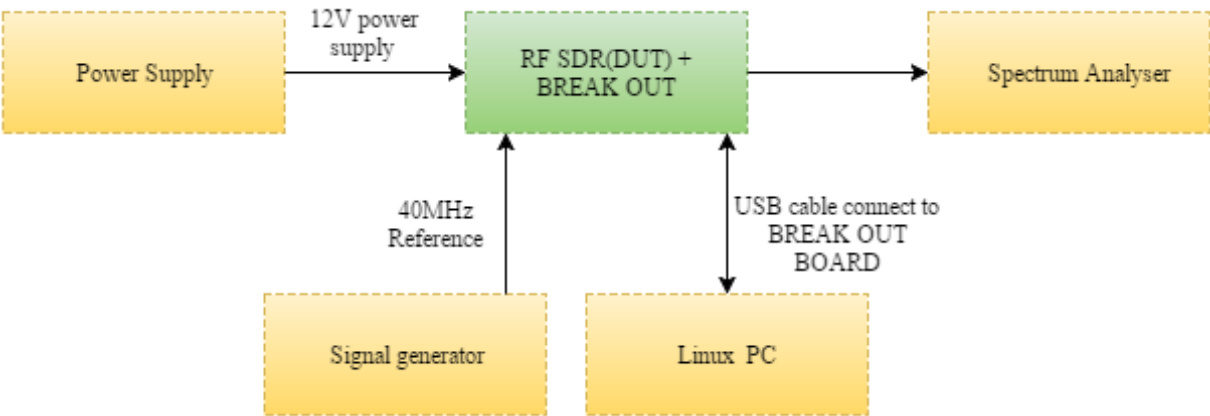 12V power
supply
Power Supply
RF SDR(DUT) +
BREAK OUT
Spectrum Analyser
40MHz
Reference
USB cable connect to
BREAK OUT
BOARD
Signal generator
Linux PC